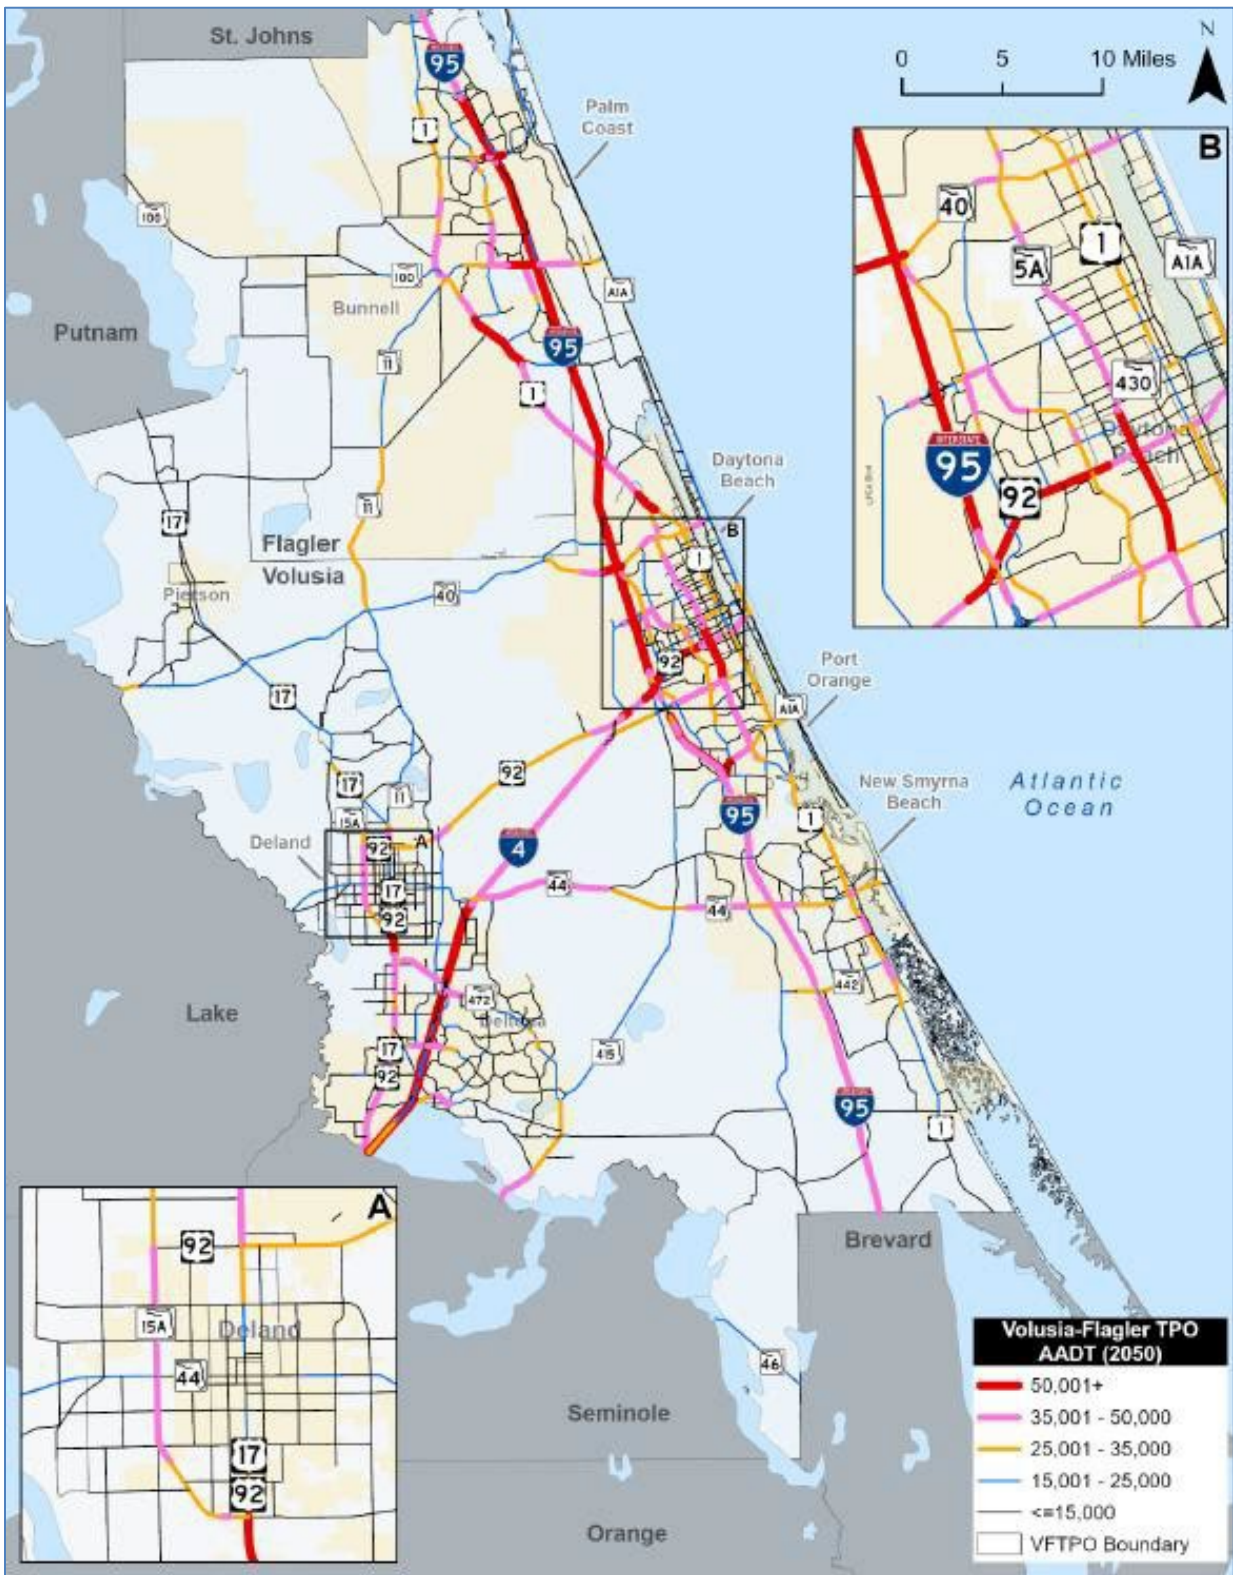 St. Johns
95
0 5 10 Miles
N
Palm
Coast
1
B
100
40
1
5A
A1A
100
A1A
Bunnell
Putnam
95
11
430
1
Daytona
Beach
95
92
Daytona
Beach
11
17
B
Flagler
Volusia
1
Pierson
40
92
Port
Orange
17
A1A
92
17
New Smyrna
Beach
Atlantic
Ocean
11
15A
95
1
Deland
92
A
4
17
44
92
44
442
472
Deltona
Lake
17
415
92
95
1
A
92
Brevard
15A
Deland
44
46
17
92
Seminole
Orange
Volusia-Flagler TPO
AADT (2050)
50,001+
35,001 - 50,000
25,001 - 35,000
15,001 - 25,000
<=15,000
VFTPO Boundary